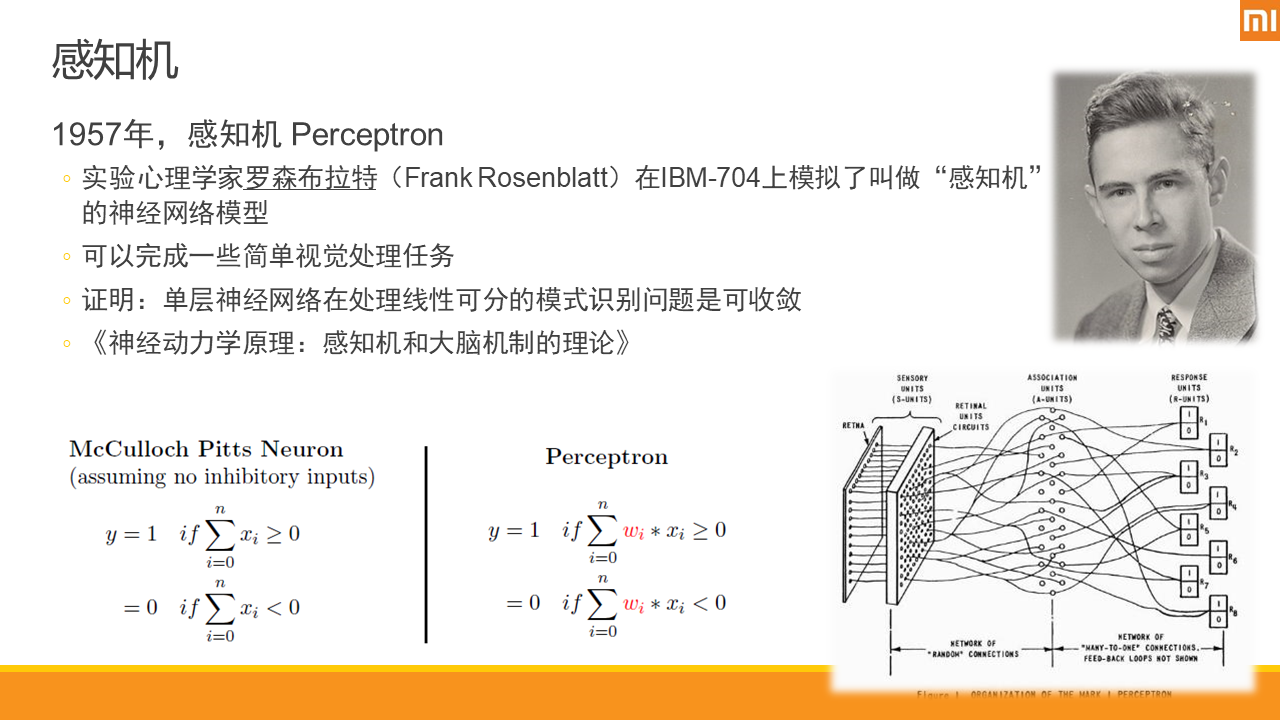 mi
感知机
1957年，感知机 Perceptron
实验心理学家罗森布拉特（Frank Rosenblatt）在IBM-704上模拟了叫做“感知机”
的神经网络模型
可以完成一些简单视觉处理任务
证明：单层神经网络在处理线性可分的模式识别问题是可收敛
《神经动力学原理：感知机和大脑机制的理论》
McCulloch Pitts Neuron
(assuming no inhibitory inputs)
y = 1 if ∑_{i=0}^{n} x_i ≥ 0
= 0 if ∑_{i=0}^{n} x_i < 0
Perceptron
y = 1 if ∑_{i=0}^{n} w_i * x_i ≥ 0
= 0 if ∑_{i=0}^{n} w_i * x_i < 0
SENSORY
UNITS
(S-UNITS)
ASSOCIATION
UNITS
(A-UNITS)
RESPONSE
UNITS
(R-UNITS)
RETINAL
UNITS
CIRCUITS
RETNA
1
0
R1
1
0
R2
1
0
R3
1
0
R4
1
0
R5
1
0
R6
1
0
R7
1
0
R8
NETWORK OF
"RANDOM" CONNECTIONS
NETWORK OF
"MANY-TO-ONE" CONNECTIONS.
FEED-BACK LOOPS NOT SHOWN
Figure 1 ORGANIZATION OF THE MARK I PERCEPTRON